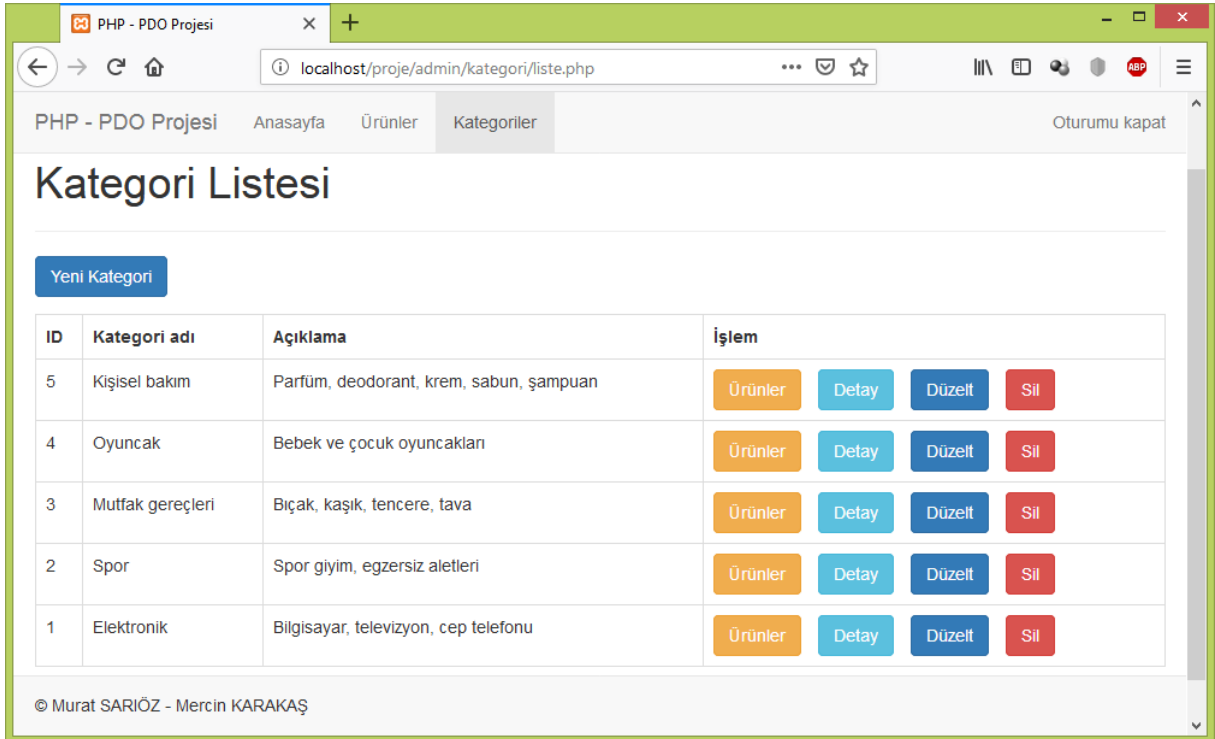 PHP - PDO Projesi
localhost/proje/admin/kategori/liste.php
ABP
PHP - PDO Projesi Anasayfa Ürünler Kategoriler Oturumu kapat
Kategori Listesi
Yeni Kategori
ID Kategori adı Açıklama İşlem
5 Kişisel bakım Parfüm, deodorant, krem, sabun, şampuan Ürünler Detay Düzelt Sil
4 Oyuncak Bebek ve çocuk oyuncakları Ürünler Detay Düzelt Sil
3 Mutfak gereçleri Bıçak, kaşık, tencere, tava Ürünler Detay Düzelt Sil
2 Spor Spor giyim, egzersiz aletleri Ürünler Detay Düzelt Sil
1 Elektronik Bilgisayar, televizyon, cep telefonu Ürünler Detay Düzelt Sil
© Murat SARIÖZ - Mercin KARAKAŞ